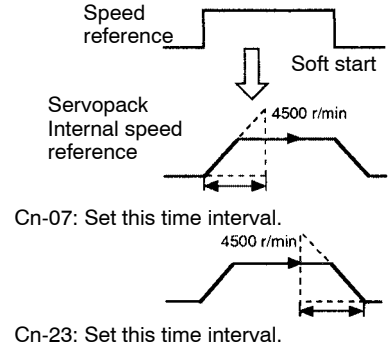 Speed
reference
Soft start
Servopack
Internal speed
reference
4500 r/min
Cn-07: Set this time interval.
4500 r/min
Cn-23: Set this time interval.